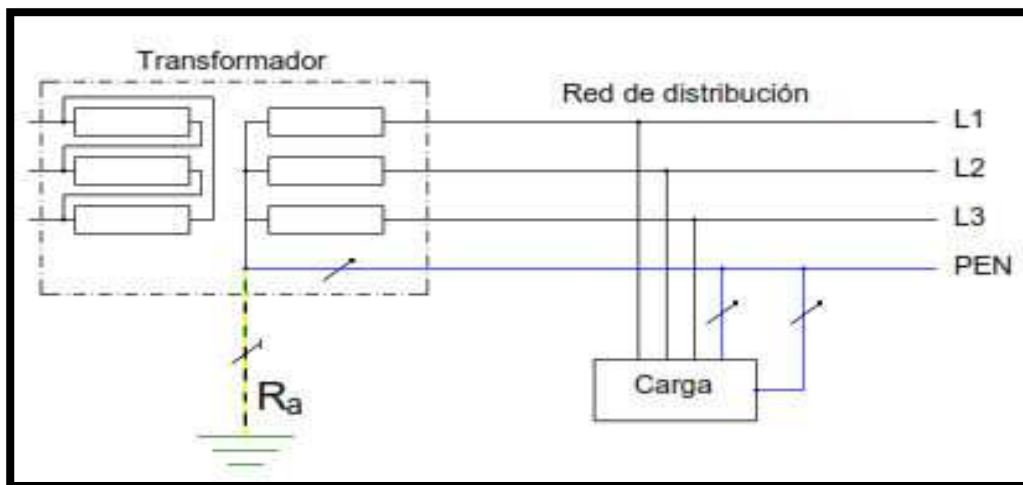 Transformador
Red de distribución
L1
L2
L3
PEN
Carga
Ra